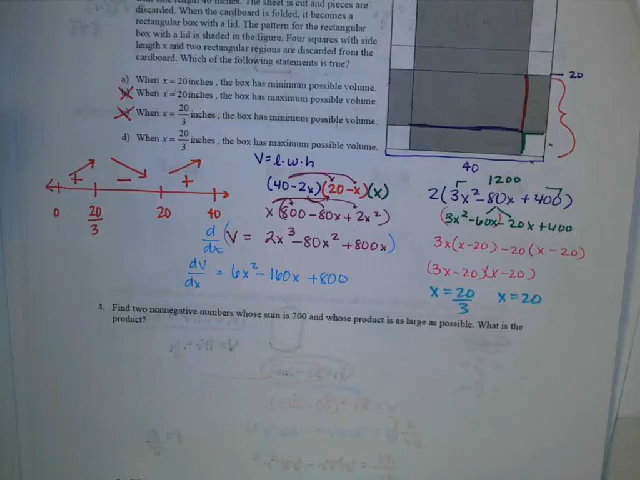 with side length 40 inches. The sheet is cut and pieces are
discarded. When the cardboard is folded, it becomes a
rectangular box with a lid. The pattern for the rectangular
box with a lid is shaded in the figure. Four squares with side
length x and two rectangular regions are discarded from the
cardboard. Which of the following statements is true?
a) When x = 20 inches, the box has minimum possible volume.
When x = 20 inches, the box has maximum possible volume.
When x = 20/3 inches, the box has minimum possible volume.
d) When x = 20/3 inches, the box has maximum possible volume.
20
40
+ − +
0 20/3 20 40
V = l·w·h
(40-2x)(20-x)(x)
x(800-80x+2x²)
d/dx (V = 2x³-80x²+800x)
dV/dx = 6x²-160x+800
1200
2(3x²-80x+400)
(3x²-60x)-20x+400
3x(x-20)-20(x-20)
(3x-20)(x-20)
x = 20/3 x = 20
4. Find two nonnegative numbers whose sum is 700 and whose product is as large as possible. What is the
product?